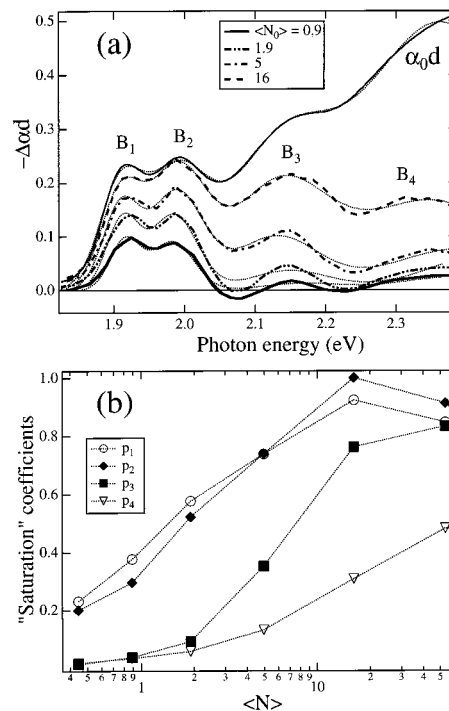 (a)
<N₀> = 0.9
1.9
5
16
α₀d
B₁
B₂
B₃
B₄
−Δαd
0.5
0.4
0.3
0.2
0.1
0.0
1.9
2.0
2.1
2.2
2.3
Photon energy (eV)
(b)
p₁
p₂
p₃
p₄
"Saturation" coefficients
1.0
0.8
0.6
0.4
0.2
4 5 6 7 8 9 1 2 3 4 5 6 7 8 9 10 2 3 4 5
<N>